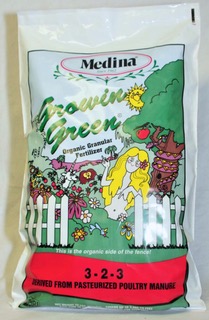 Medina
Growin
Green
Organic Granular
Fertilizer
This is the organic side of the fence!
3-2-3
DERIVED FROM PASTEURIZED POULTRY MANURE